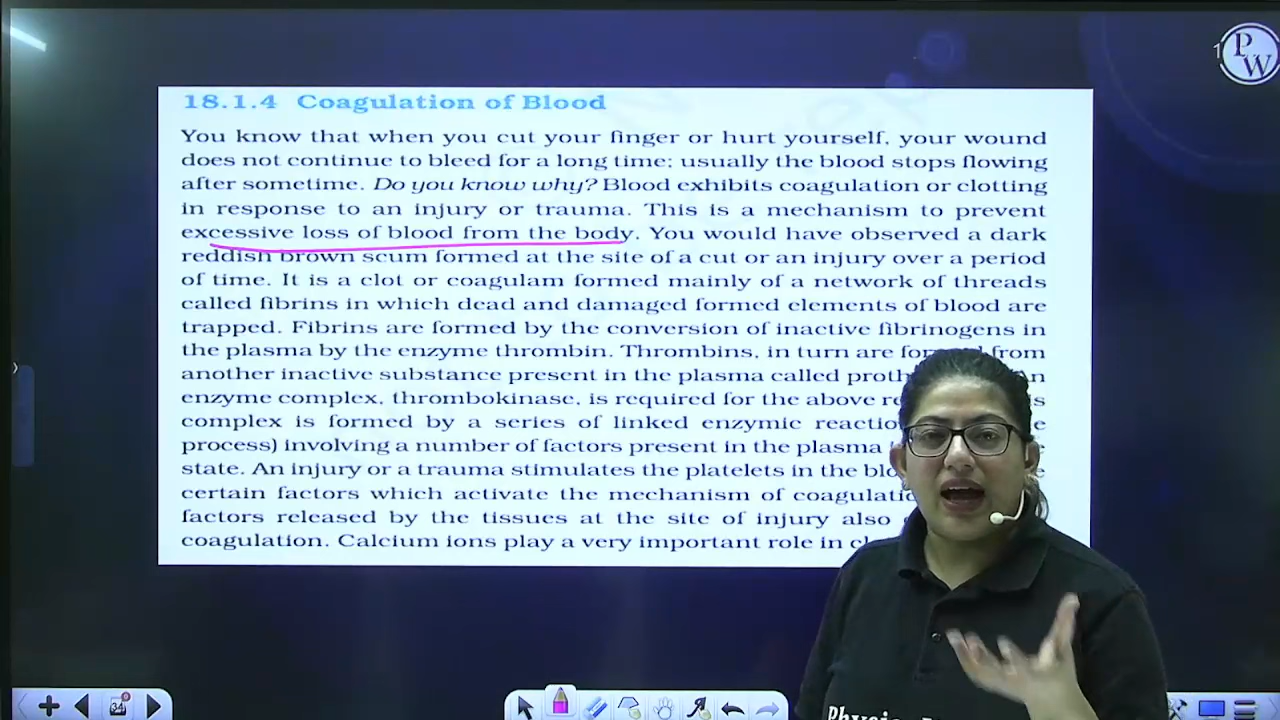 P
W
18.1.4 Coagulation of Blood
You know that when you cut your finger or hurt yourself, your wound
does not continue to bleed for a long time; usually the blood stops flowing
after sometime. Do you know why? Blood exhibits coagulation or clotting
in response to an injury or trauma. This is a mechanism to prevent
excessive loss of blood from the body. You would have observed a dark
reddish brown scum formed at the site of a cut or an injury over a period
of time. It is a clot or coagulam formed mainly of a network of threads
called fibrins in which dead and damaged formed elements of blood are
trapped. Fibrins are formed by the conversion of inactive fibrinogens in
the plasma by the enzyme thrombin. Thrombins, in turn are from
another inactive substance present in the plasma called
enzyme complex, thrombokinase, is required for the above
complex is formed by a series of linked enzymic
process) involving a number of factors present in the plasma
state. An injury or a trauma stimulates the platelets in the
certain factors which activate the mechanism of
factors released by the tissues at the site of injury also
coagulation. Calcium ions play a very important role in
34